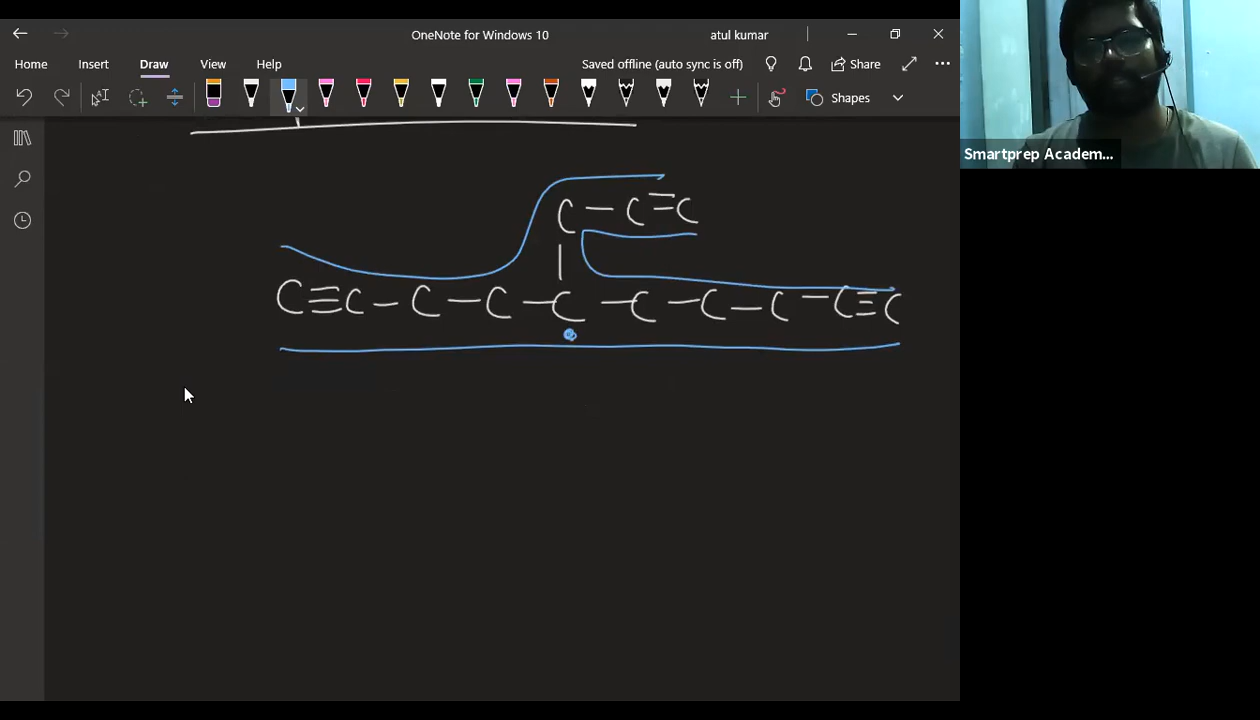 OneNote for Windows 10
atul kumar
Home Insert Draw View Help
Saved offline (auto sync is off)
Share
Shapes
Smartprep Academ...
C – C = C
|
C ≡ C – C – C – C – C – C – C – C ≡ C